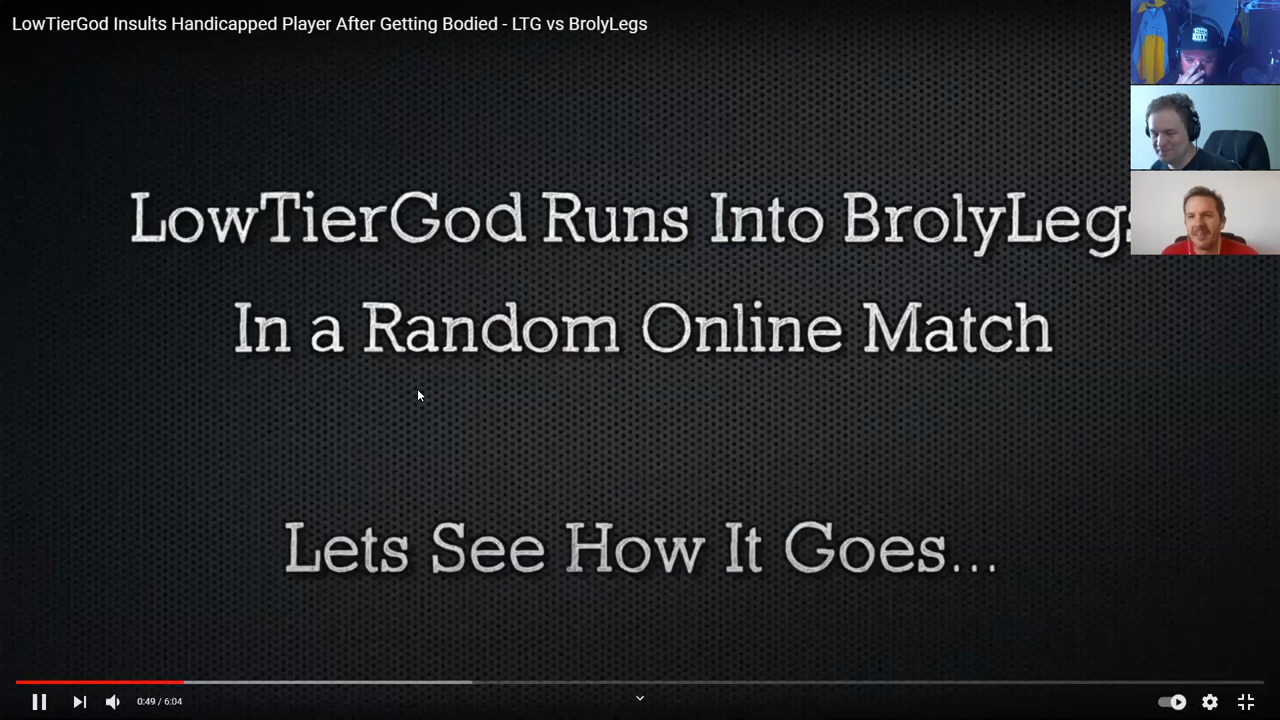 LowTierGod Insults Handicapped Player After Getting Bodied - LTG vs BrolyLegs
LowTierGod Runs Into BrolyLegs
In a Random Online Match
Lets See How It Goes...
0:49 / 6:04